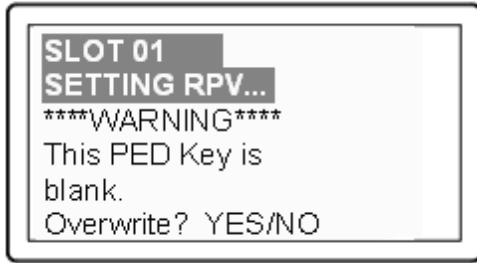 SLOT 01
SETTING RPV...
****WARNING****
This PED Key is
blank.
Overwrite? YES/NO